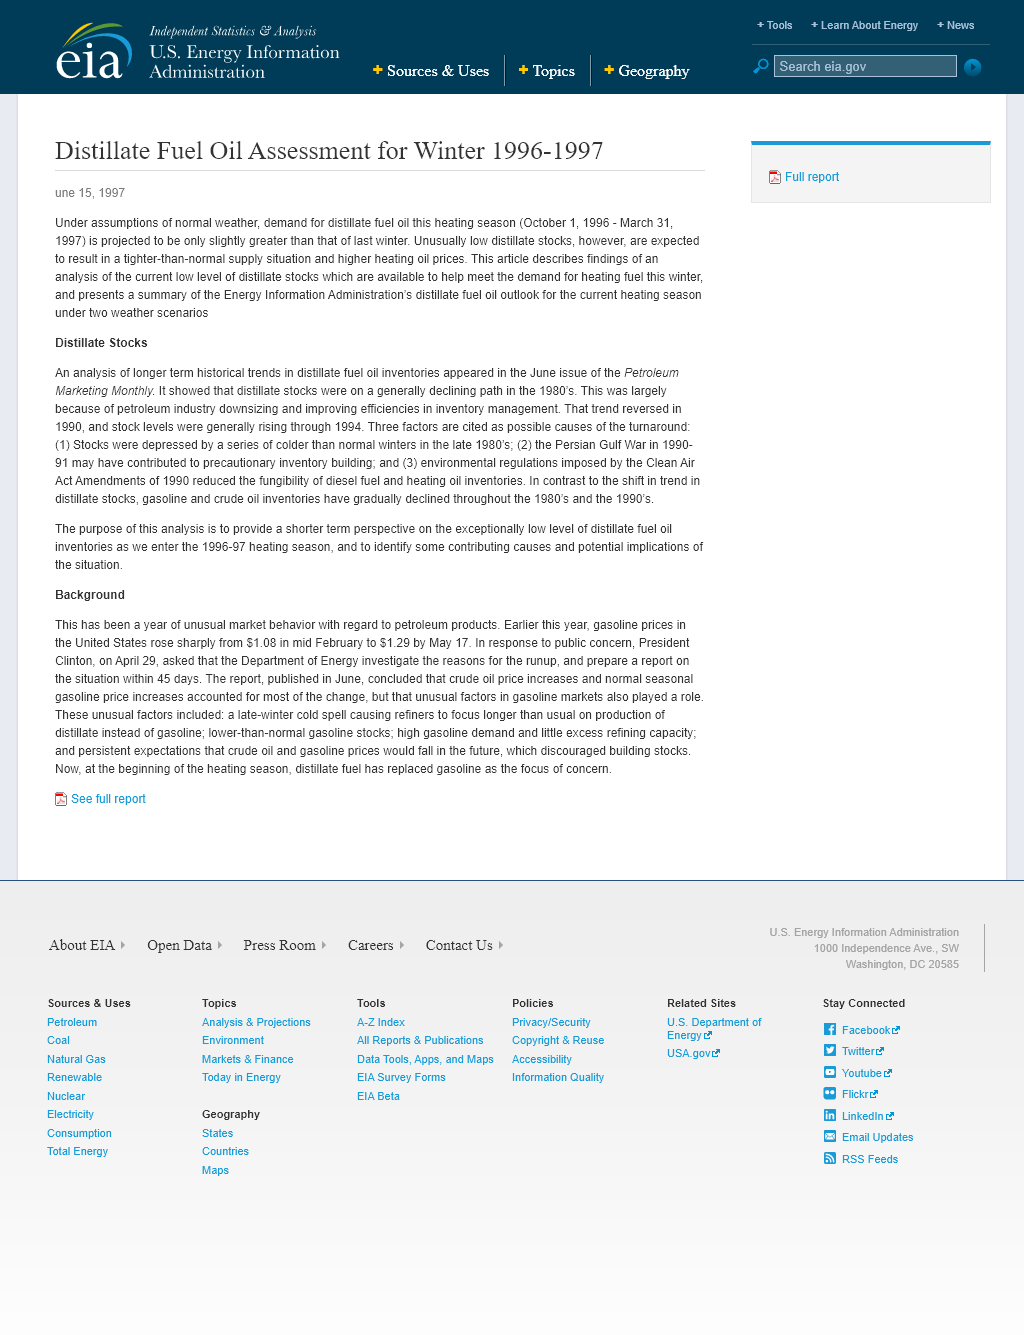 Independent Statistics & Analysis
U.S. Energy Information
Administration
eia
Tools
Learn About Energy
News
Sources & Uses
Topics
Geography
Search eia.gov
Distillate Fuel Oil Assessment for Winter 1996-1997
Full report
une 15, 1997
Under assumptions of normal weather, demand for distillate fuel oil this heating season (October 1, 1996 - March 31,
1997) is projected to be only slightly greater than that of last winter. Unusually low distillate stocks, however, are expected
to result in a tighter-than-normal supply situation and higher heating oil prices. This article describes findings of an
analysis of the current low level of distillate stocks which are available to help meet the demand for heating fuel this winter,
and presents a summary of the Energy Information Administration's distillate fuel oil outlook for the current heating season
under two weather scenarios
Distillate Stocks
An analysis of longer term historical trends in distillate fuel oil inventories appeared in the June issue of the Petroleum
Marketing Monthly. It showed that distillate stocks were on a generally declining path in the 1980's. This was largely
because of petroleum industry downsizing and improving efficiencies in inventory management. That trend reversed in
1990, and stock levels were generally rising through 1994. Three factors are cited as possible causes of the turnaround:
(1) Stocks were depressed by a series of colder than normal winters in the late 1980's; (2) the Persian Gulf War in 1990-
91 may have contributed to precautionary inventory building; and (3) environmental regulations imposed by the Clean Air
Act Amendments of 1990 reduced the fungibility of diesel fuel and heating oil inventories. In contrast to the shift in trend in
distillate stocks, gasoline and crude oil inventories have gradually declined throughout the 1980's and the 1990's.
The purpose of this analysis is to provide a shorter term perspective on the exceptionally low level of distillate fuel oil
inventories as we enter the 1996-97 heating season, and to identify some contributing causes and potential implications of
the situation.
Background
This has been a year of unusual market behavior with regard to petroleum products. Earlier this year, gasoline prices in
the United States rose sharply from $1.08 in mid February to $1.29 by May 17. In response to public concern, President
Clinton, on April 29, asked that the Department of Energy investigate the reasons for the runup, and prepare a report on
the situation within 45 days. The report, published in June, concluded that crude oil price increases and normal seasonal
gasoline price increases accounted for most of the change, but that unusual factors in gasoline markets also played a role.
These unusual factors included: a late-winter cold spell causing refiners to focus longer than usual on production of
distillate instead of gasoline; lower-than-normal gasoline stocks; high gasoline demand and little excess refining capacity;
and persistent expectations that crude oil and gasoline prices would fall in the future, which discouraged building stocks.
Now, at the beginning of the heating season, distillate fuel has replaced gasoline as the focus of concern.
See full report
About EIA
Open Data
Press Room
Careers
Contact Us
U.S. Energy Information Administration
1000 Independence Ave., SW
Washington, DC 20585
Sources & Uses
Petroleum
Coal
Natural Gas
Renewable
Nuclear
Electricity
Consumption
Total Energy
Topics
Analysis & Projections
Environment
Markets & Finance
Today in Energy
Geography
States
Countries
Maps
Tools
A-Z Index
All Reports & Publications
Data Tools, Apps, and Maps
EIA Survey Forms
EIA Beta
Policies
Privacy/Security
Copyright & Reuse
Accessibility
Information Quality
Related Sites
U.S. Department of
Energy
USA.gov
Stay Connected
Facebook
Twitter
Youtube
Flickr
LinkedIn
Email Updates
RSS Feeds